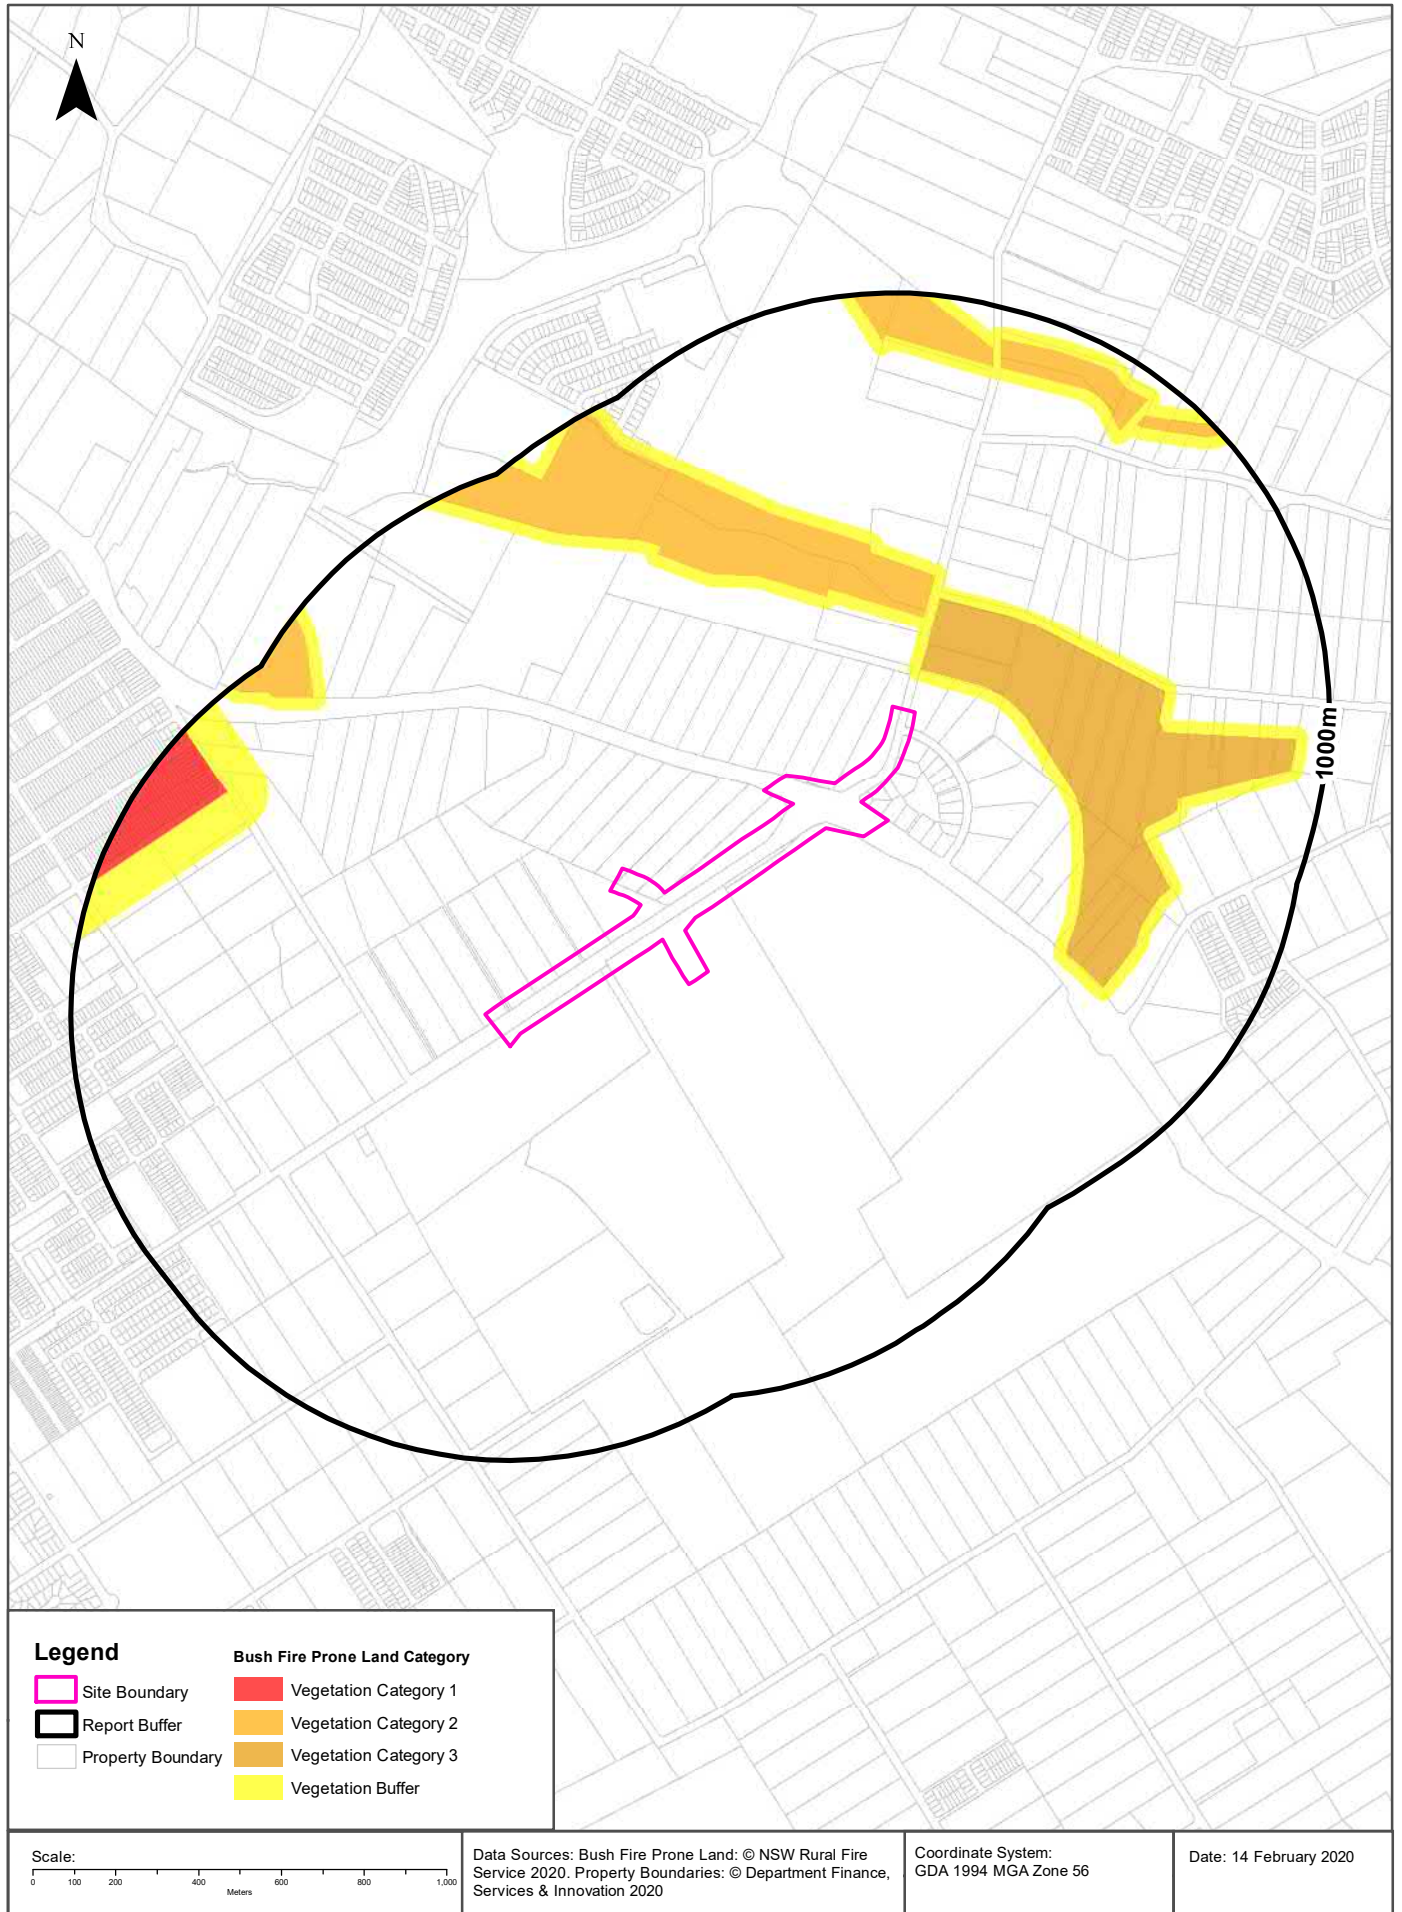 N
1000m
Legend
Site Boundary
Report Buffer
Property Boundary
Bush Fire Prone Land Category
Vegetation Category 1
Vegetation Category 2
Vegetation Category 3
Vegetation Buffer
Scale:
0 100 200 400 600 800 1,000
Meters
Data Sources: Bush Fire Prone Land: © NSW Rural Fire
Service 2020. Property Boundaries: © Department Finance,
Services & Innovation 2020
Coordinate System:
GDA 1994 MGA Zone 56
Date: 14 February 2020